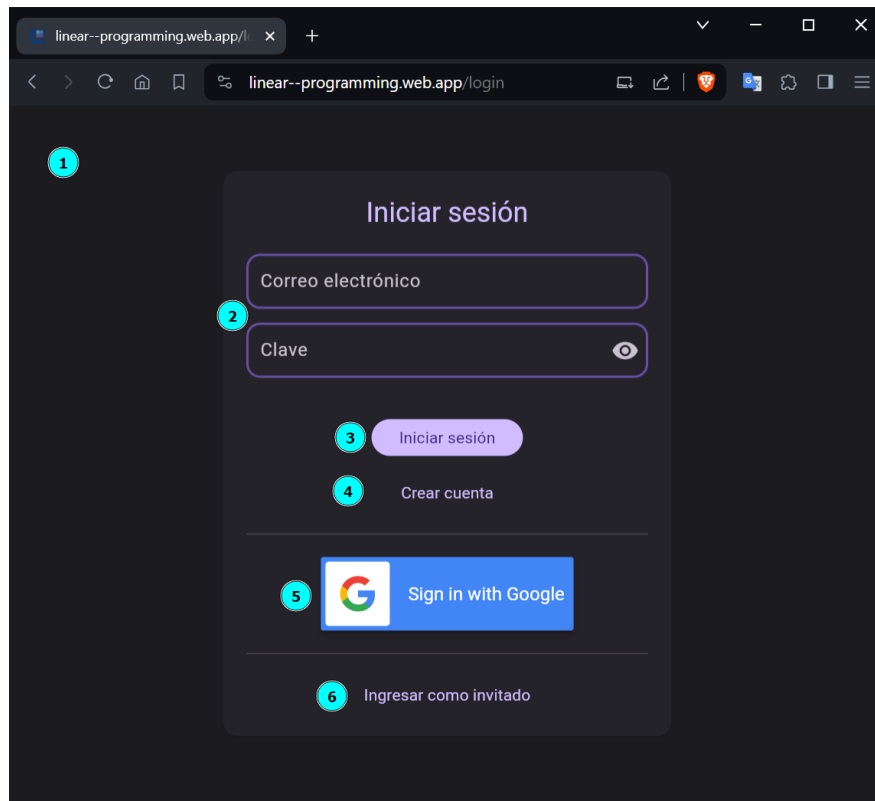 linear--programming.web.app/l
linear--programming.web.app/login
1
Iniciar sesión
Correo electrónico
2
Clave
3 Iniciar sesión
4 Crear cuenta
5 Sign in with Google
6 Ingresar como invitado